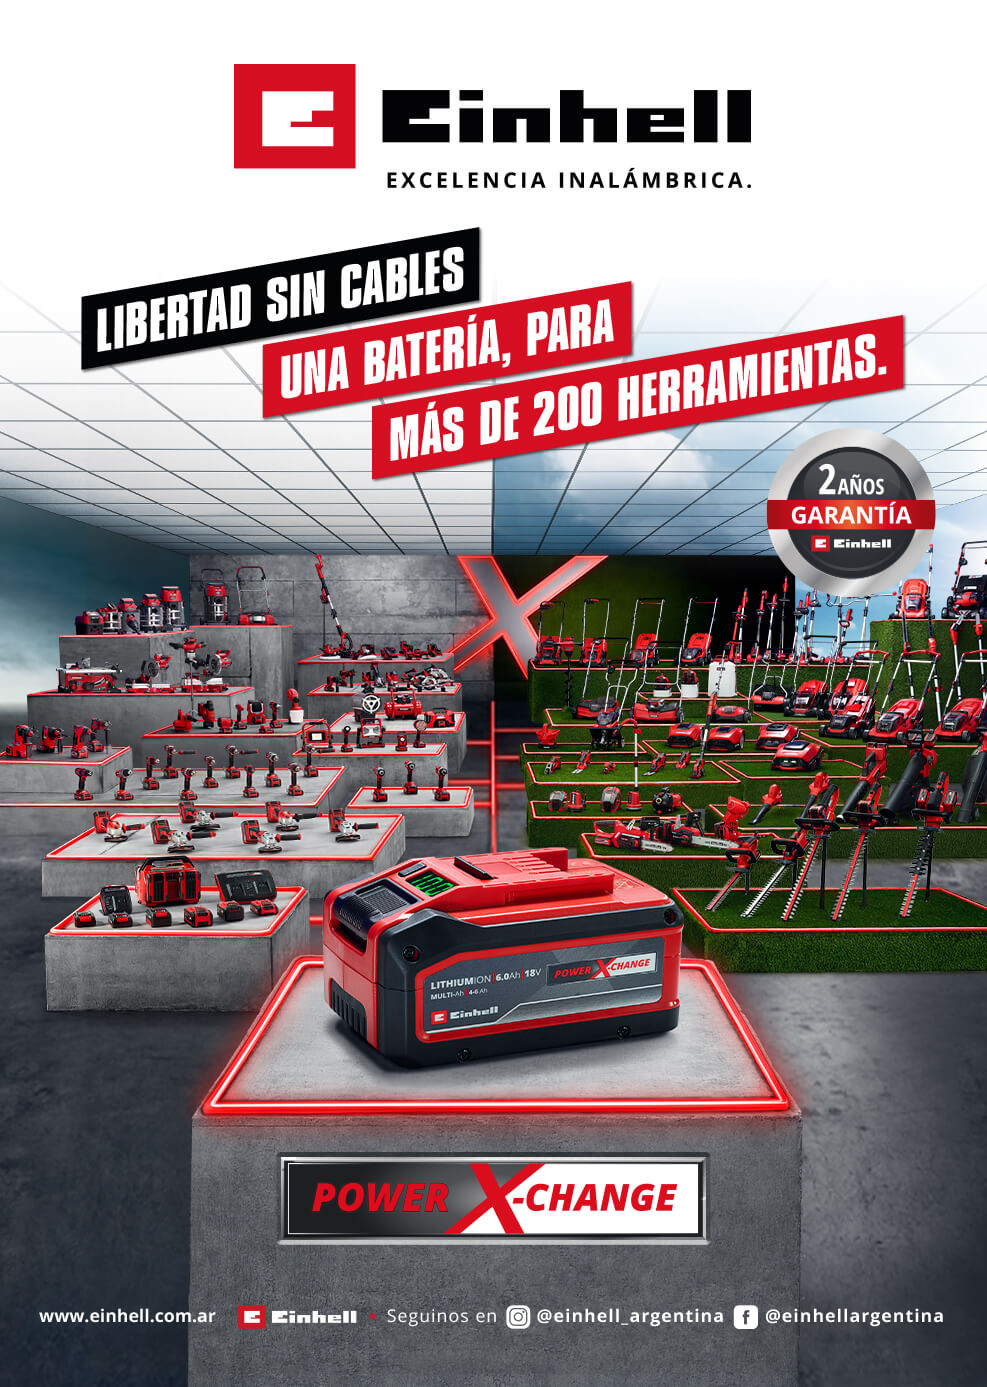 Einhell
EXCELENCIA INALÁMBRICA.
LIBERTAD SIN CABLES
UNA BATERÍA, PARA
MÁS DE 200 HERRAMIENTAS.
2 AÑOS
GARANTÍA
Einhell
X
LITHIUMION | 6.0Ah | 18V
MULTI-Ah | 4-6 Ah
POWER X-CHANGE
Einhell
POWER X-CHANGE
www.einhell.com.ar Einhell • Seguinos en @einhell_argentina @einhellargentina